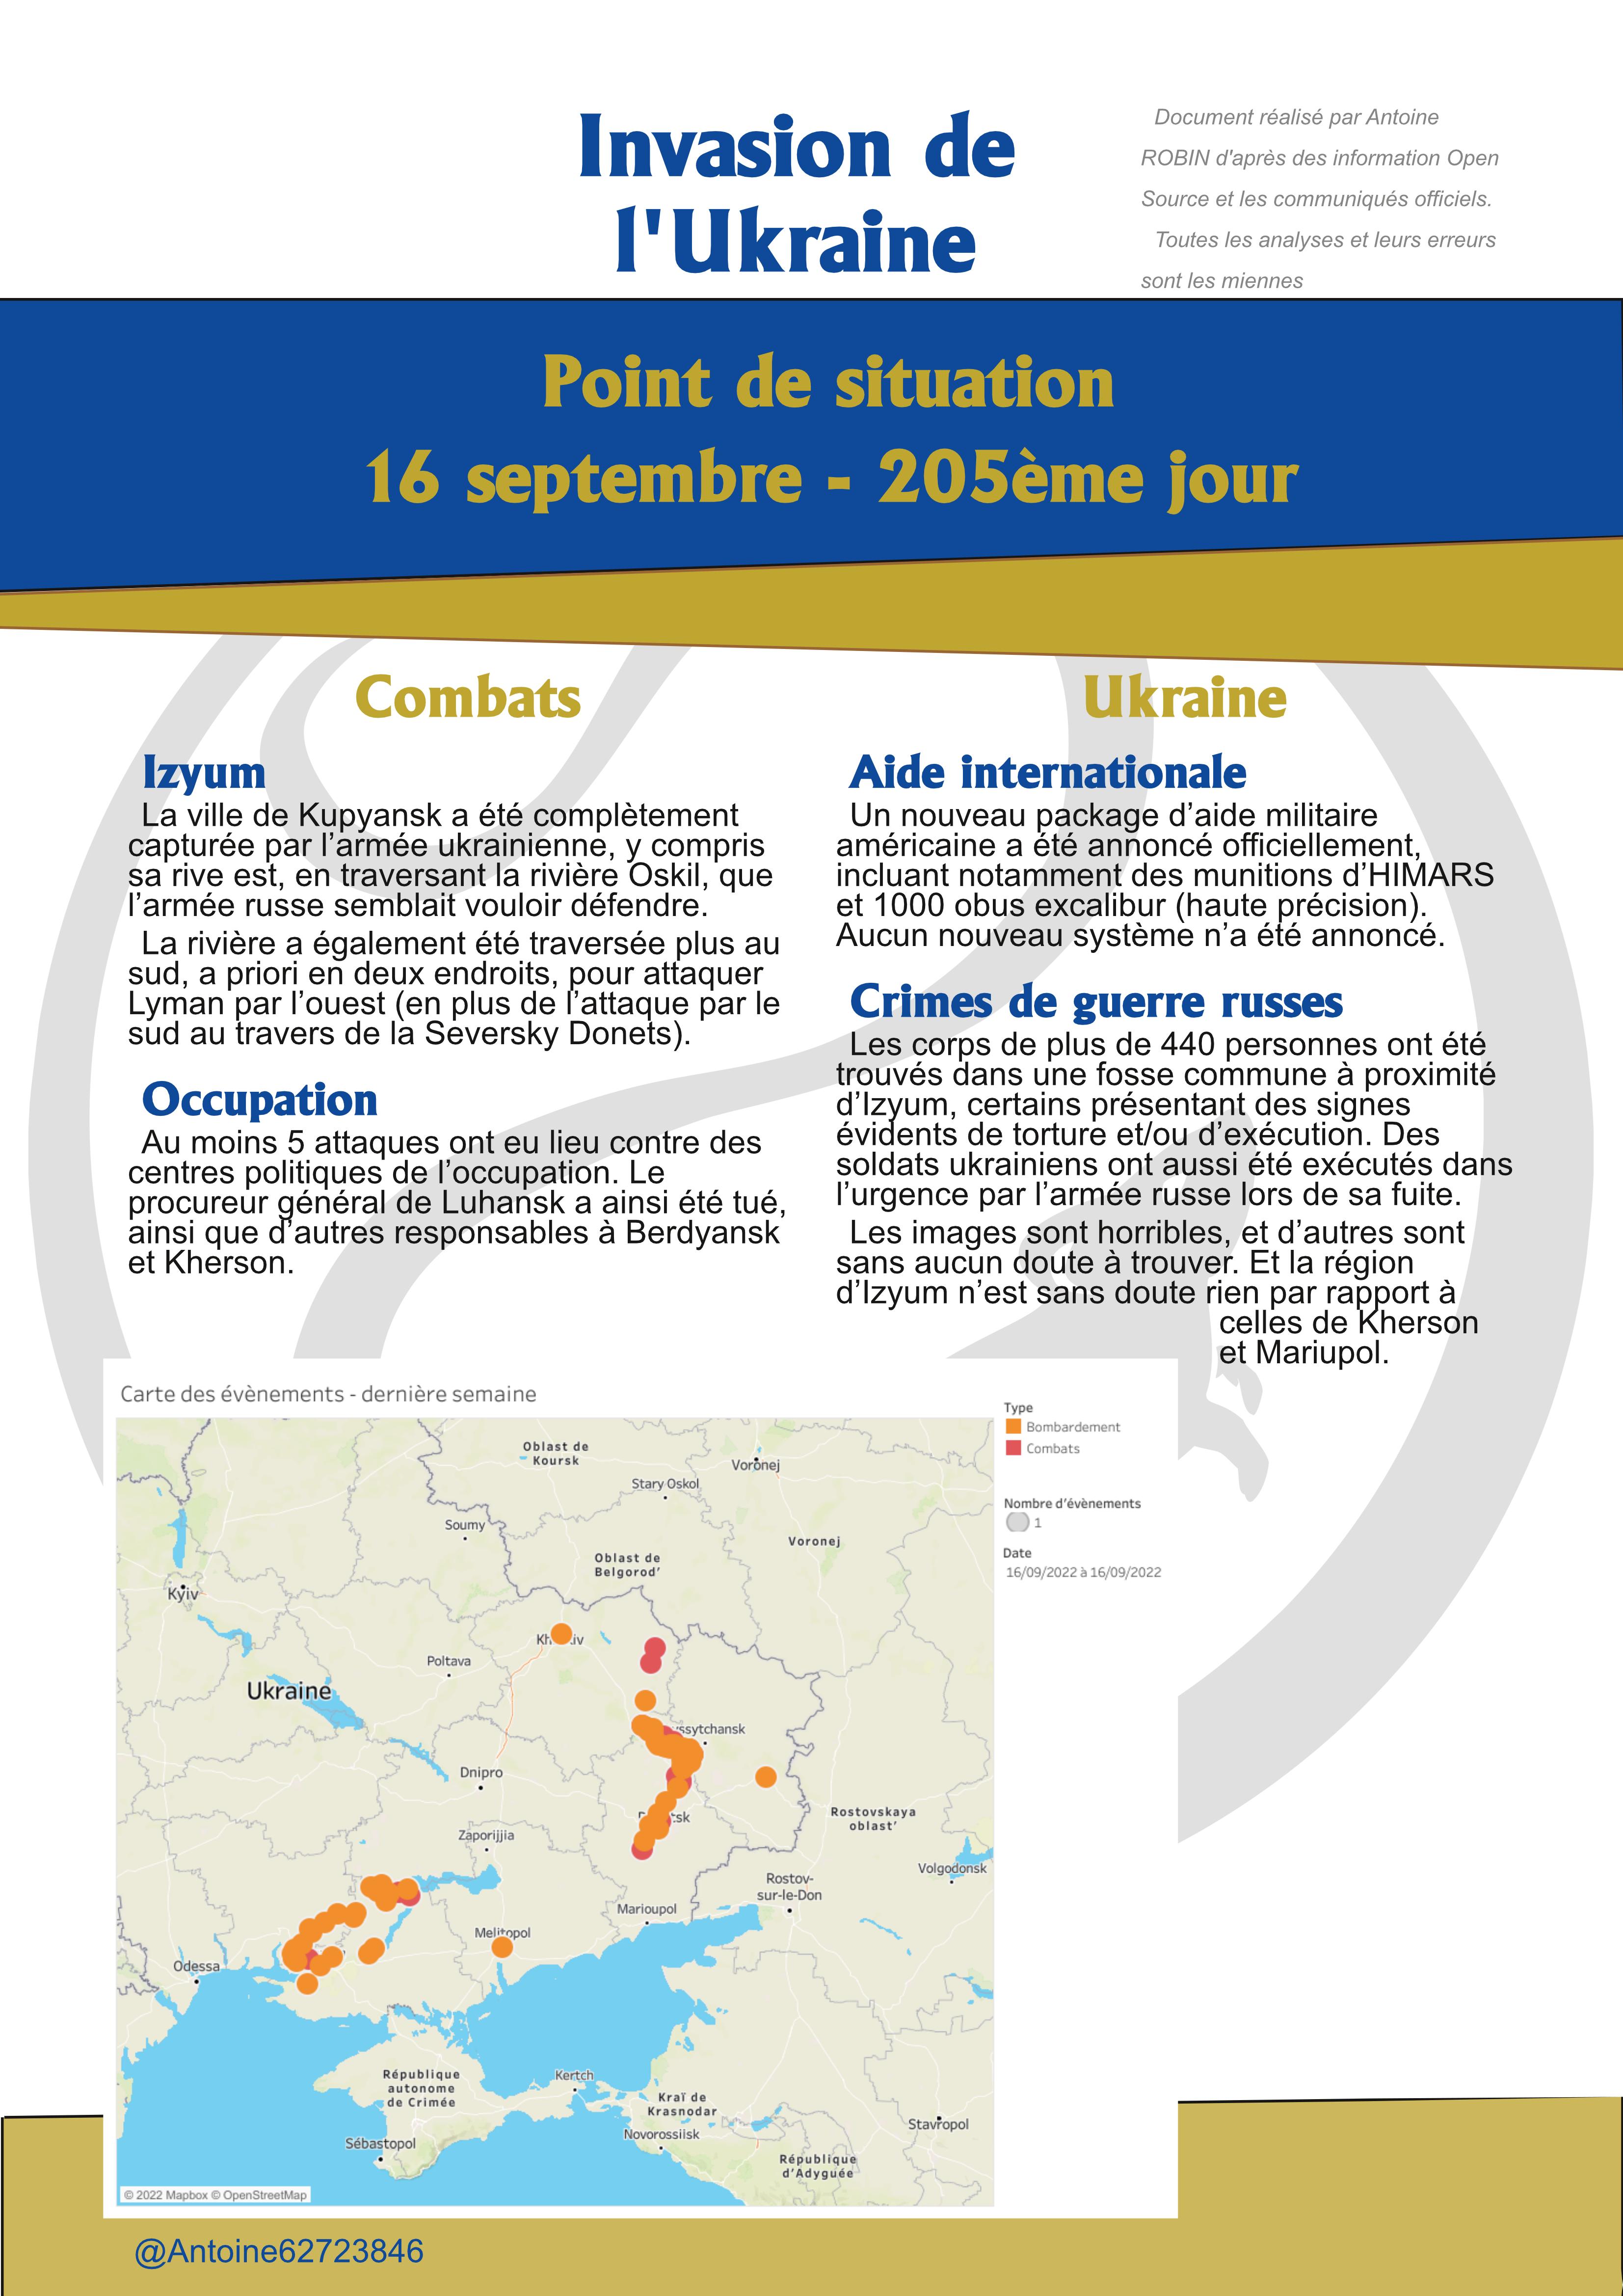 Invasion de
l'Ukraine
Document réalisé par Antoine
ROBIN d'après des information Open
Source et les communiqués officiels.
Toutes les analyses et leurs erreurs
sont les miennes
Point de situation
16 septembre - 205ème jour
Combats
Izyum
La ville de Kupyansk a été complètement
capturée par l’armée ukrainienne, y compris
sa rive est, en traversant la rivière Oskil, que
l’armée russe semblait vouloir défendre.
La rivière a également été traversée plus au
sud, a priori en deux endroits, pour attaquer
Lyman par l’ouest (en plus de l’attaque par le
sud au travers de la Seversky Donets).
Occupation
Au moins 5 attaques ont eu lieu contre des
centres politiques de l’occupation. Le
procureur général de Luhansk a ainsi été tué,
ainsi que d’autres responsables à Berdyansk
et Kherson.
Ukraine
Aide internationale
Un nouveau package d’aide militaire
américaine a été annoncé officiellement,
incluant notamment des munitions d’HIMARS
et 1000 obus excalibur (haute précision).
Aucun nouveau système n’a été annoncé.
Crimes de guerre russes
Les corps de plus de 440 personnes ont été
trouvés dans une fosse commune à proximité
d’Izyum, certains présentant des signes
évidents de torture et/ou d’exécution. Des
soldats ukrainiens ont aussi été exécutés dans
l’urgence par l’armée russe lors de sa fuite.
Les images sont horribles, et d’autres sont
sans aucun doute à trouver. Et la région
d’Izyum n’est sans doute rien par rapport à
celles de Kherson
et Mariupol.
Carte des évènements - dernière semaine
Type
Bombardement
Combats
Nombre d'évènements
1
Date
16/09/2022 à 16/09/2022
Oblast de
Koursk
Voronej
Stary Oskol
Soumy
Voronej
Oblast de
Belgorod'
Kyiv
Poltava
Ukraine
Dnipro
Zaporijjia
Rostovskaya
oblast'
Volgodonsk
Rostov-
sur-le-Don
Marioupol
Melitopol
Odessa
République
autonome
de Crimée
Kertch
Kraï de
Krasnodar
Stavropol
Novorossiisk
Sébastopol
République
d'Adyguée
© 2022 Mapbox © OpenStreetMap
@Antoine62723846